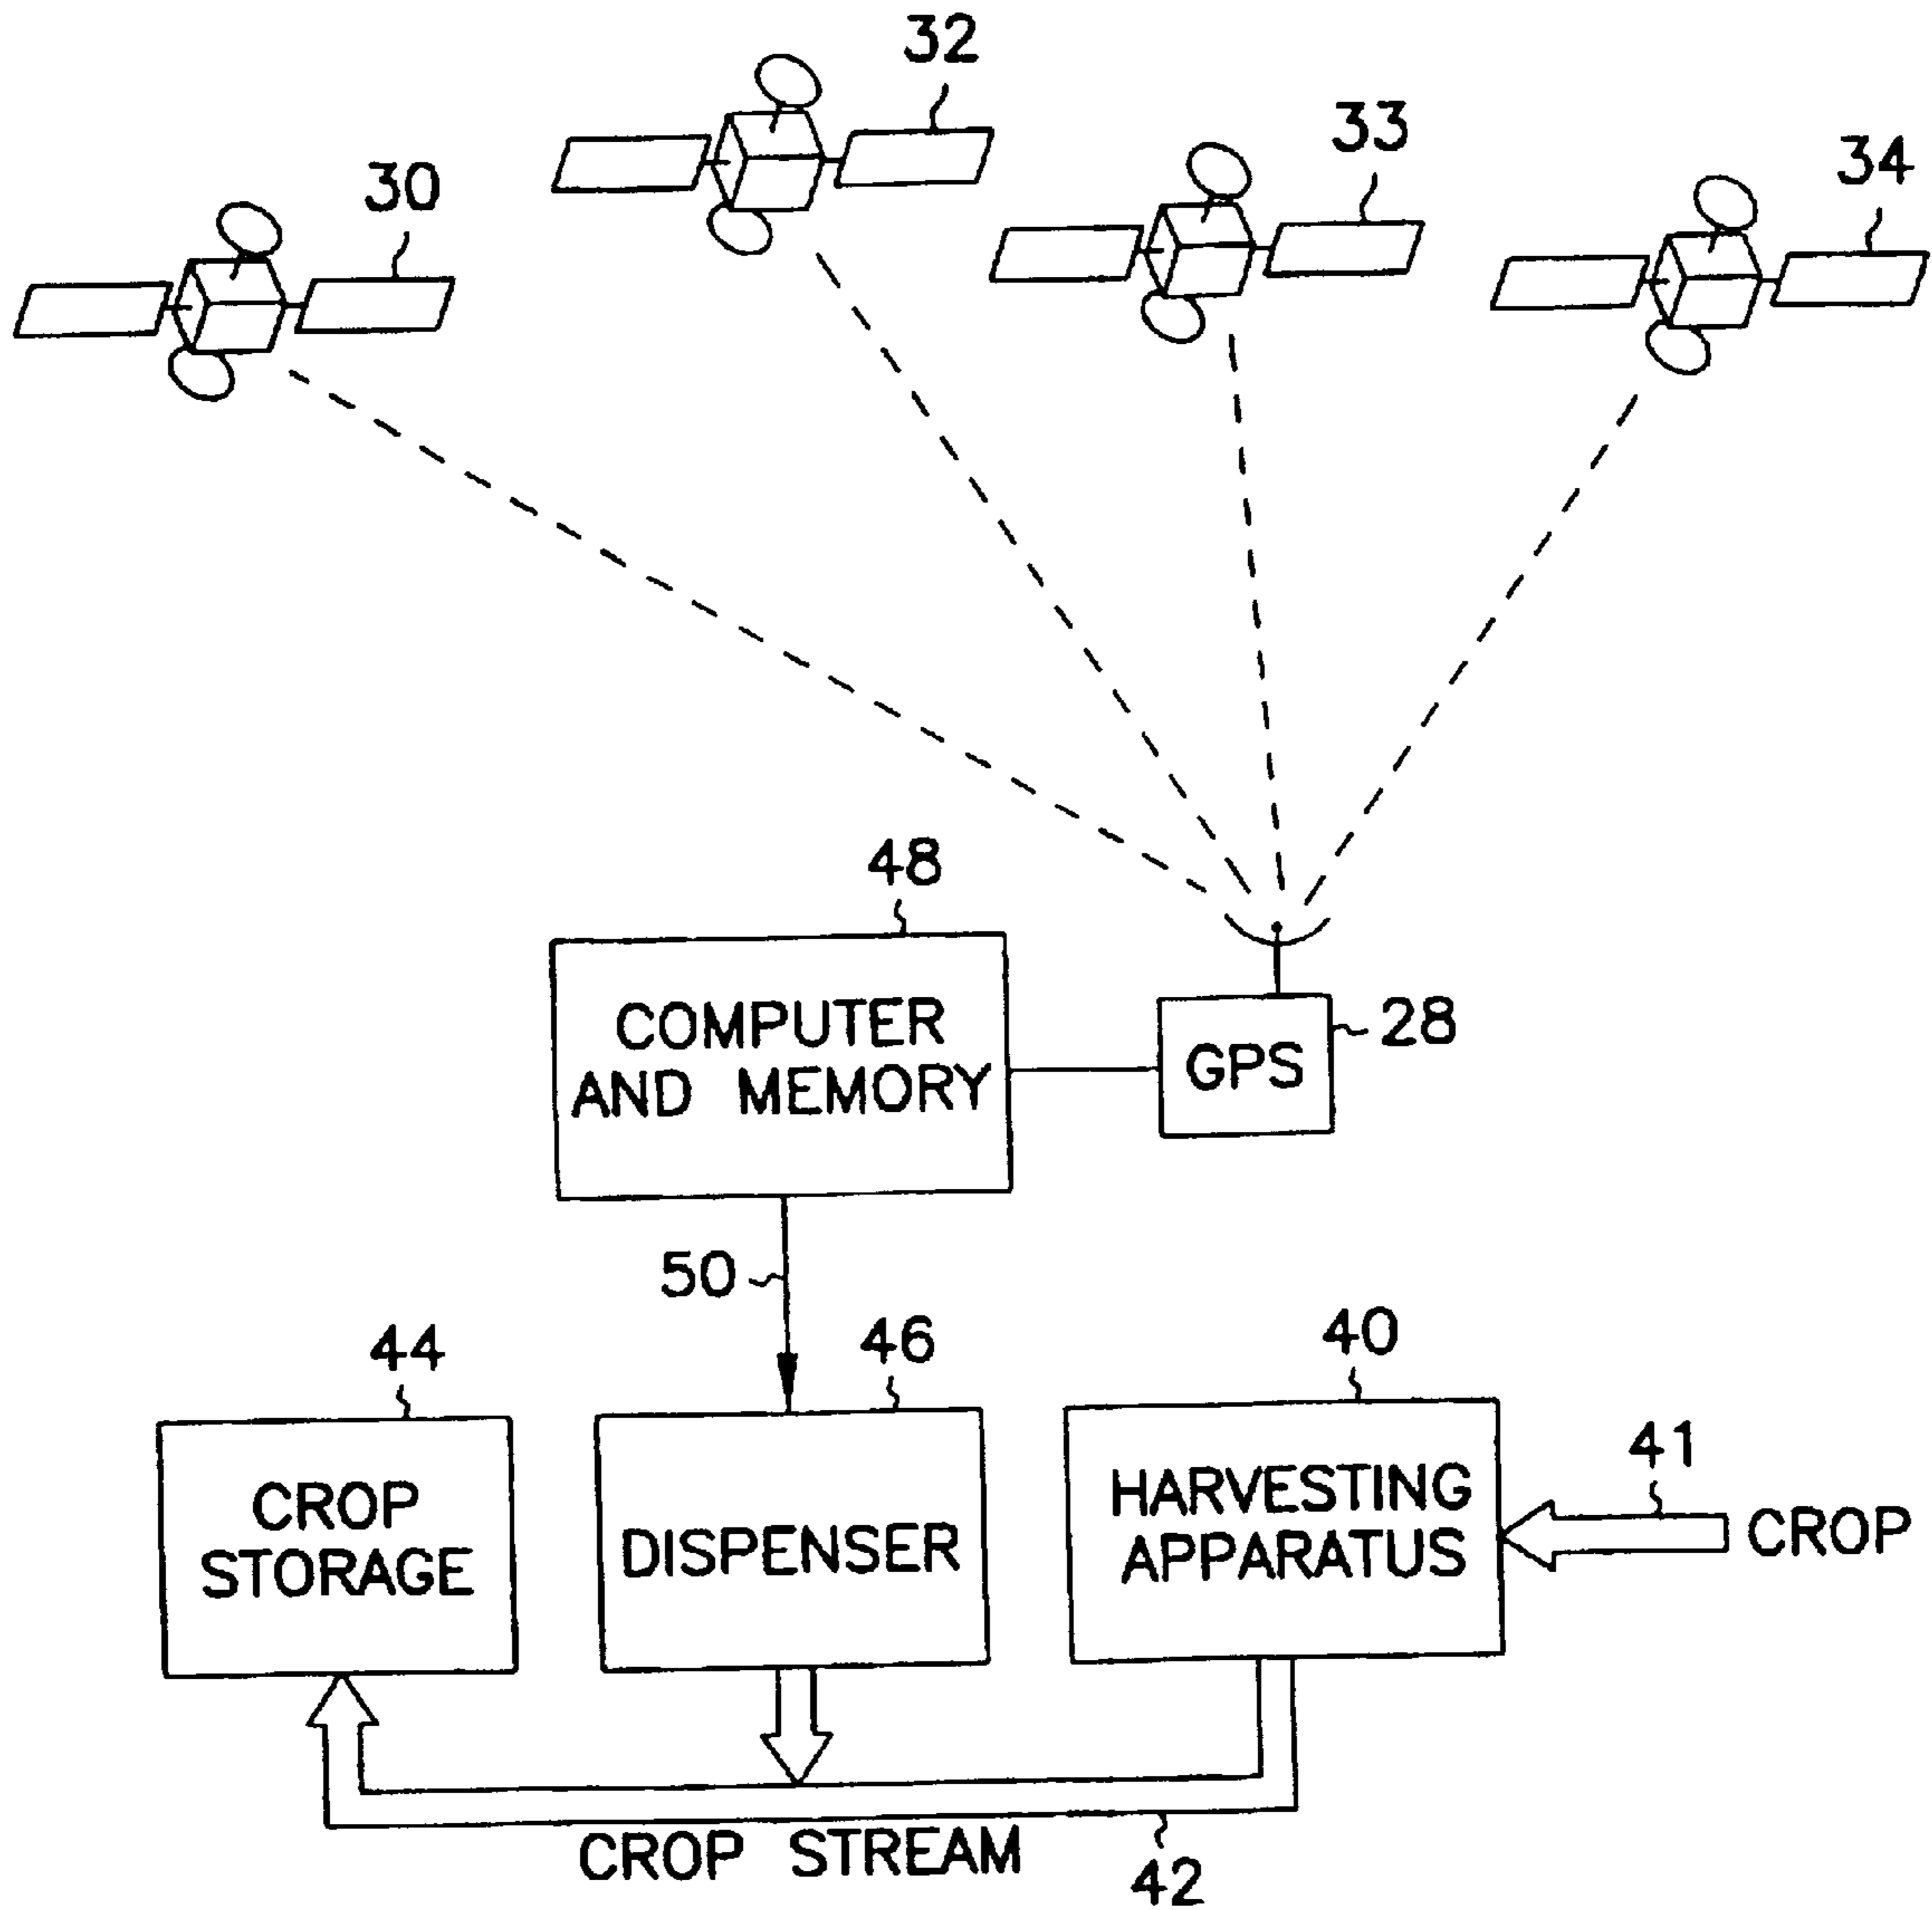 32
33
34
30
48
COMPUTER
AND MEMORY
28
GPS
50
46
40
44
41
CROP
STORAGE
DISPENSER
HARVESTING
APPARATUS
CROP
CROP STREAM
42